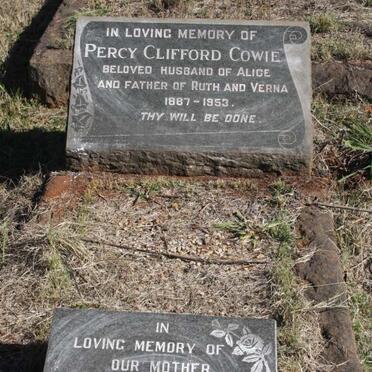 IN LOVING MEMORY OF
PERCY CLIFFORD COWIE
BELOVED HUSBAND OF ALICE
AND FATHER OF RUTH AND VERNA
1887-1953.
THY WILL BE DONE.
IN
LOVING MEMORY OF
OUR MOTHER